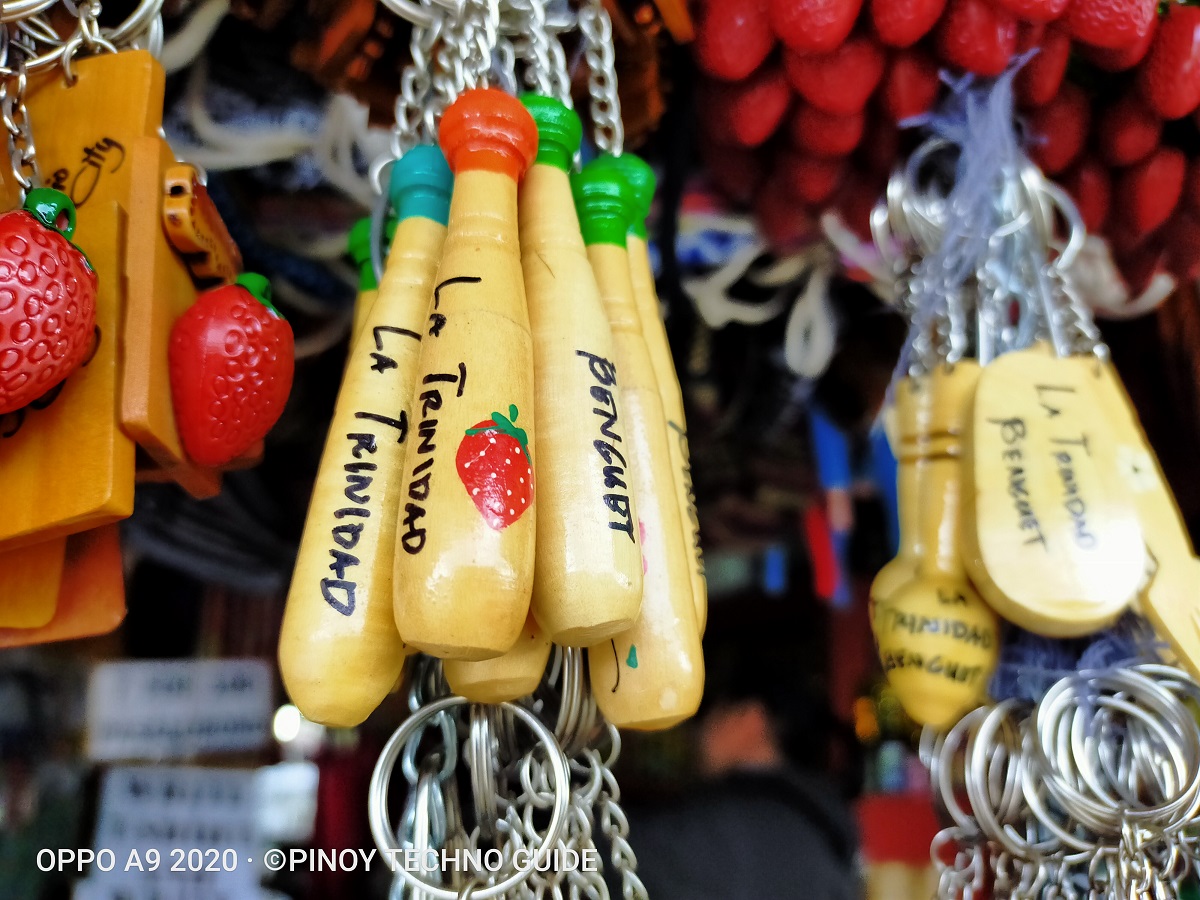 City
LA TRINIDAD
LA TRINIDAD
BENGUET
LA TRINIDAD
BENGUET
LA
TRINIDAD
BENGUET
OPPO A9 2020 · ©PINOY TECHNO GUIDE